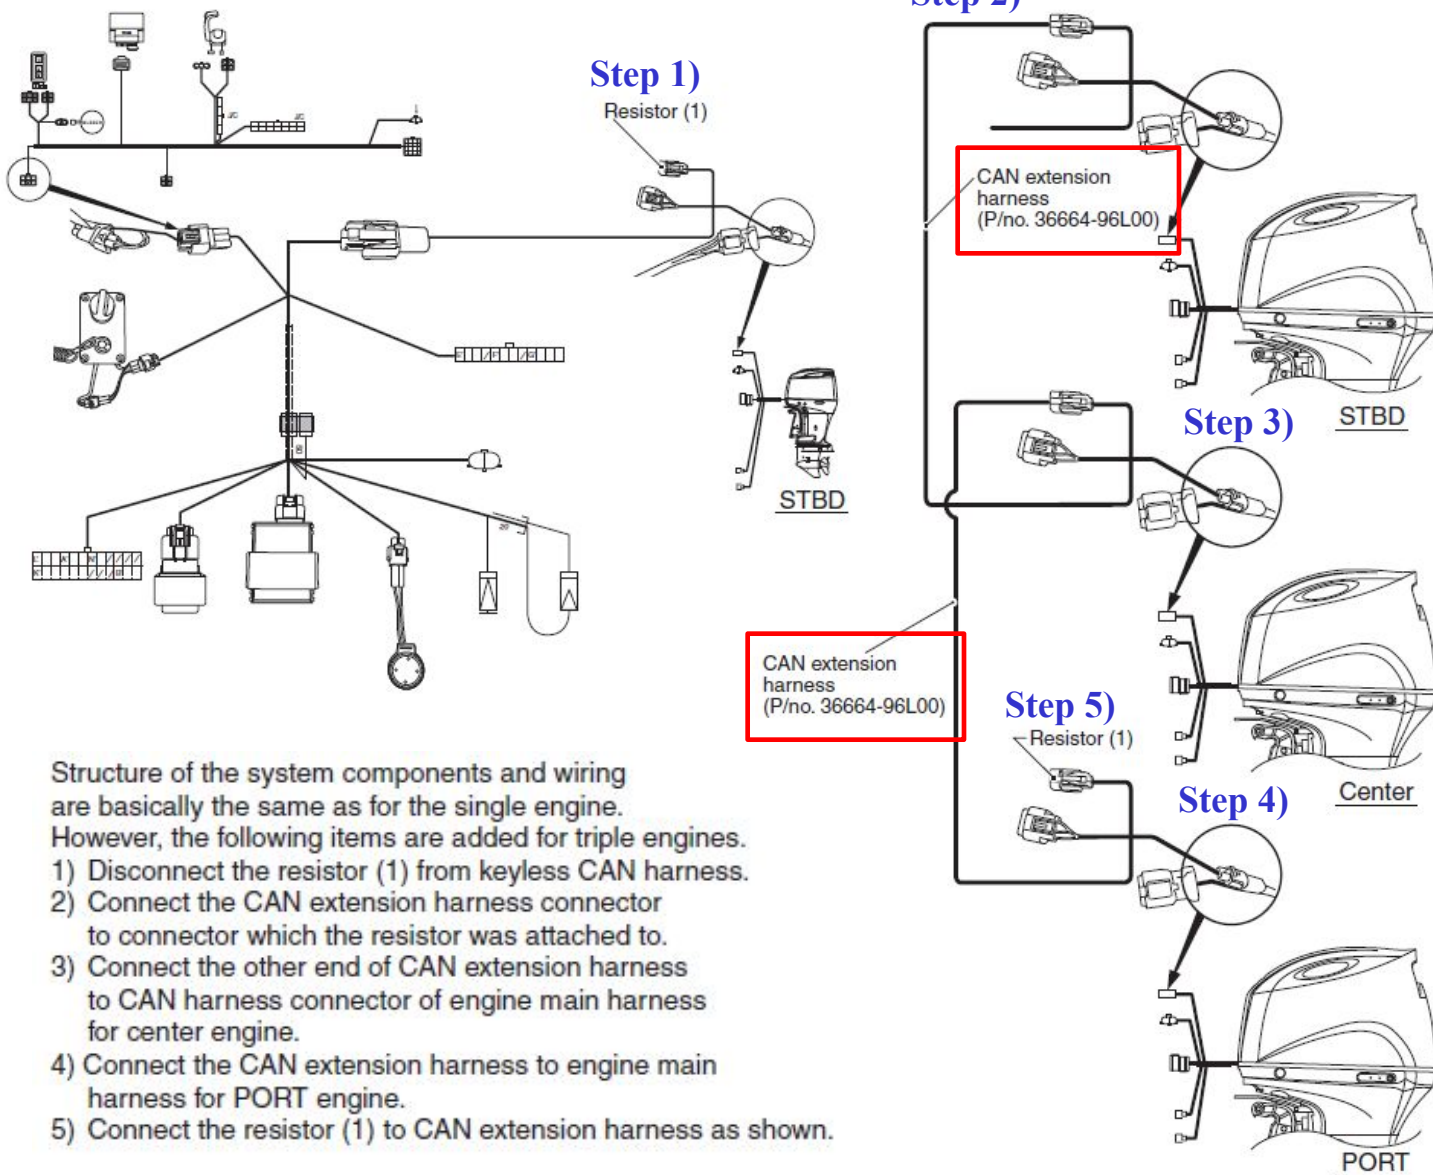 Step 2)
Step 1)
Resistor (1)
CAN extension
harness
(P/no. 36664-96L00)
STBD
Step 3)
STBD
CAN extension
harness
(P/no. 36664-96L00)
Step 5)
Resistor (1)
Step 4)
Center
PORT
Structure of the system components and wiring
are basically the same as for the single engine.
However, the following items are added for triple engines.
1) Disconnect the resistor (1) from keyless CAN harness.
2) Connect the CAN extension harness connector
to connector which the resistor was attached to.
3) Connect the other end of CAN extension harness
to CAN harness connector of engine main harness
for center engine.
4) Connect the CAN extension harness to engine main
harness for PORT engine.
5) Connect the resistor (1) to CAN extension harness as shown.